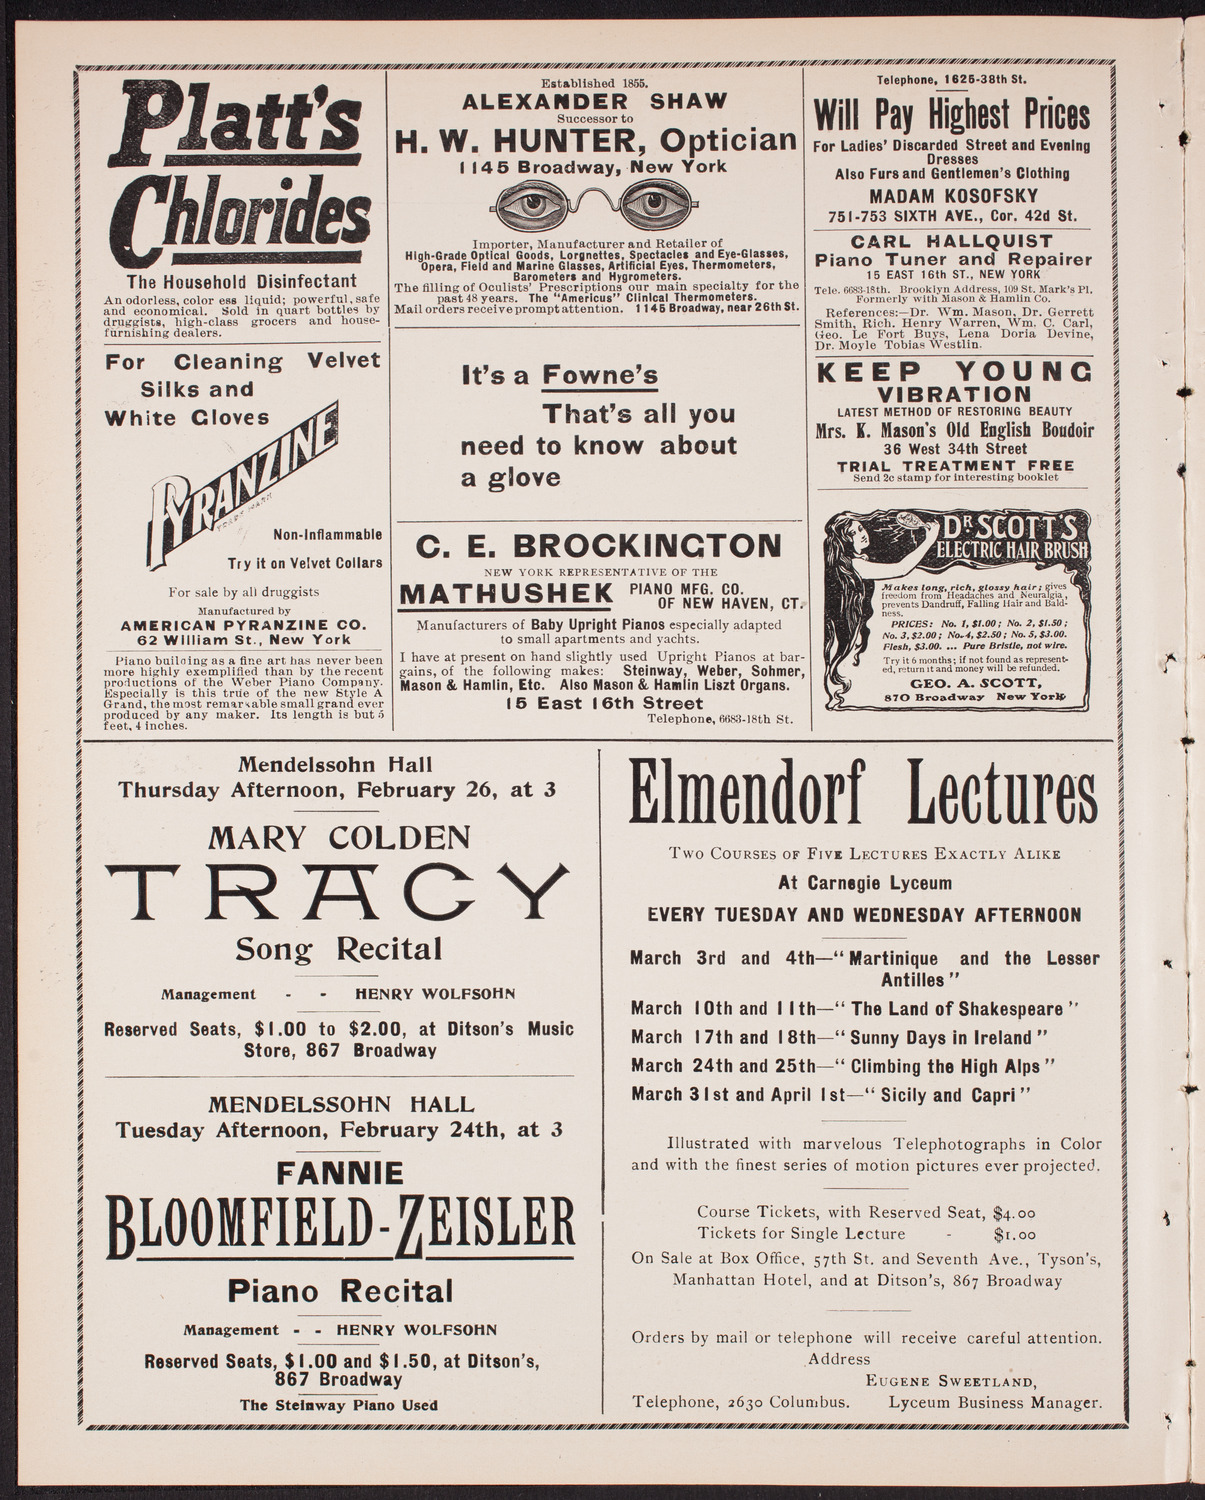 Platt's
Chlorides
The Household Disinfectant
An odorless, color ess liquid; powerful, safe
and economical. Sold in quart bottles by
druggists, high-class grocers and house-
furnishing dealers.
For Cleaning Velvet
Silks and
White Gloves
PYRANZINE
TRADE MARK
Non-Inflammable
Try it on Velvet Collars
For sale by all druggists
Manufactured by
AMERICAN PYRANZINE CO.
62 William St., New York
Piano building as a fine art has never been
more highly exemplified than by the recent
productions of the Weber Piano Company.
Especially is this true of the new Style A
Grand, the most remarkable small grand ever
produced by any maker. Its length is but 5
feet, 4 inches.
Established 1855.
ALEXANDER SHAW
Successor to
H. W. HUNTER, Optician
1145 Broadway, New York
Importer, Manufacturer and Retailer of
High-Grade Optical Goods, Lorgnettes, Spectacles and Eye-Glasses,
Opera, Field and Marine Glasses, Artificial Eyes, Thermometers,
Barometers and Hygrometers.
The filling of Oculists' Prescriptions our main specialty for the
past 48 years. The "Americus" Clinical Thermometers.
Mail orders receive prompt attention. 1145 Broadway, near 26th St.
It's a Fowne's
That's all you
need to know about
a glove
C. E. BROCKINGTON
NEW YORK REPRESENTATIVE OF THE
MATHUSHEK PIANO MFG. CO.
OF NEW HAVEN, CT.
Manufacturers of Baby Upright Pianos especially adapted
to small apartments and yachts.
I have at present on hand slightly used Upright Pianos at bar-
gains, of the following makes: Steinway, Weber, Sohmer,
Mason & Hamlin, Etc. Also Mason & Hamlin Liszt Organs.
15 East 16th Street
Telephone, 6683-18th St.
Telephone, 1625-38th St.
Will Pay Highest Prices
For Ladies' Discarded Street and Evening
Dresses
Also Furs and Gentlemen's Clothing
MADAM KOSOFSKY
751-753 SIXTH AVE., Cor. 42d St.
CARL HALLQUIST
Piano Tuner and Repairer
15 EAST 16th ST., NEW YORK
Tele. 6683-18th. Brooklyn Address, 109 St. Mark's Pl.
Formerly with Mason & Hamlin Co.
References:—Dr. Wm. Mason, Dr. Gerrett
Smith, Rich. Henry Warren, Wm. C. Carl,
Geo. Le Fort Buys, Lena Doria Devine,
Dr. Moyle Tobias Westlin.
KEEP YOUNG
VIBRATION
LATEST METHOD OF RESTORING BEAUTY
Mrs. K. Mason's Old English Boudoir
36 West 34th Street
TRIAL TREATMENT FREE
Send 2c stamp for interesting booklet
DR SCOTT'S
ELECTRIC HAIR BRUSH
Makes long, rich, glossy hair; gives
freedom from Headaches and Neuralgia,
prevents Dandruff, Falling Hair and Bald-
ness.
PRICES: No. 1, $1.00; No. 2, $1.50;
No. 3, $2.00; No. 4, $2.50; No. 5, $3.00.
Flesh, $3.00. ... Pure Bristle, not wire.
Try it 6 months; if not found as represent-
ed, return it and money will be refunded.
GEO. A. SCOTT,
870 Broadway New York
Mendelssohn Hall
Thursday Afternoon, February 26, at 3
MARY COLDEN
TRACY
Song Recital
Management - - HENRY WOLFSOHN
Reserved Seats, $1.00 to $2.00, at Ditson's Music
Store, 867 Broadway
MENDELSSOHN HALL
Tuesday Afternoon, February 24th, at 3
FANNIE
BLOOMFIELD-ZEISLER
Piano Recital
Management - - HENRY WOLFSOHN
Reserved Seats, $1.00 and $1.50, at Ditson's,
867 Broadway
The Steinway Piano Used
Elmendorf Lectures
TWO COURSES OF FIVE LECTURES EXACTLY ALIKE
At Carnegie Lyceum
EVERY TUESDAY AND WEDNESDAY AFTERNOON
March 3rd and 4th—"Martinique and the Lesser
Antilles"
March 10th and 11th—"The Land of Shakespeare"
March 17th and 18th—"Sunny Days in Ireland"
March 24th and 25th—"Climbing the High Alps"
March 31st and April 1st—"Sicily and Capri"
Illustrated with marvelous Telephotographs in Color
and with the finest series of motion pictures ever projected.
Course Tickets, with Reserved Seat, $4.00
Tickets for Single Lecture - $1.00
On Sale at Box Office, 57th St. and Seventh Ave., Tyson's,
Manhattan Hotel, and at Ditson's, 867 Broadway
Orders by mail or telephone will receive careful attention.
Address
EUGENE SWEETLAND,
Telephone, 2630 Columbus. Lyceum Business Manager.